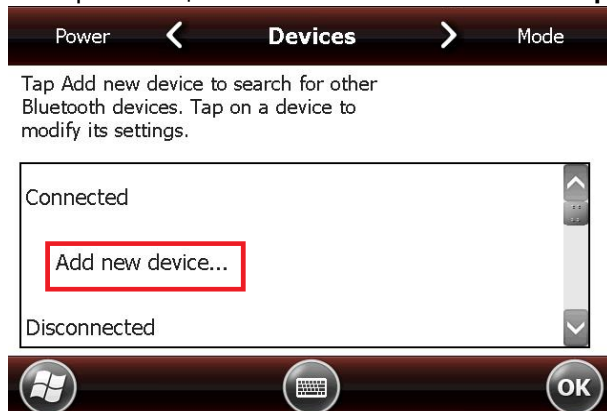 Power Devices Mode
Tap Add new device to search for other
Bluetooth devices. Tap on a device to
modify its settings.
Connected
Add new device...
Disconnected
OK